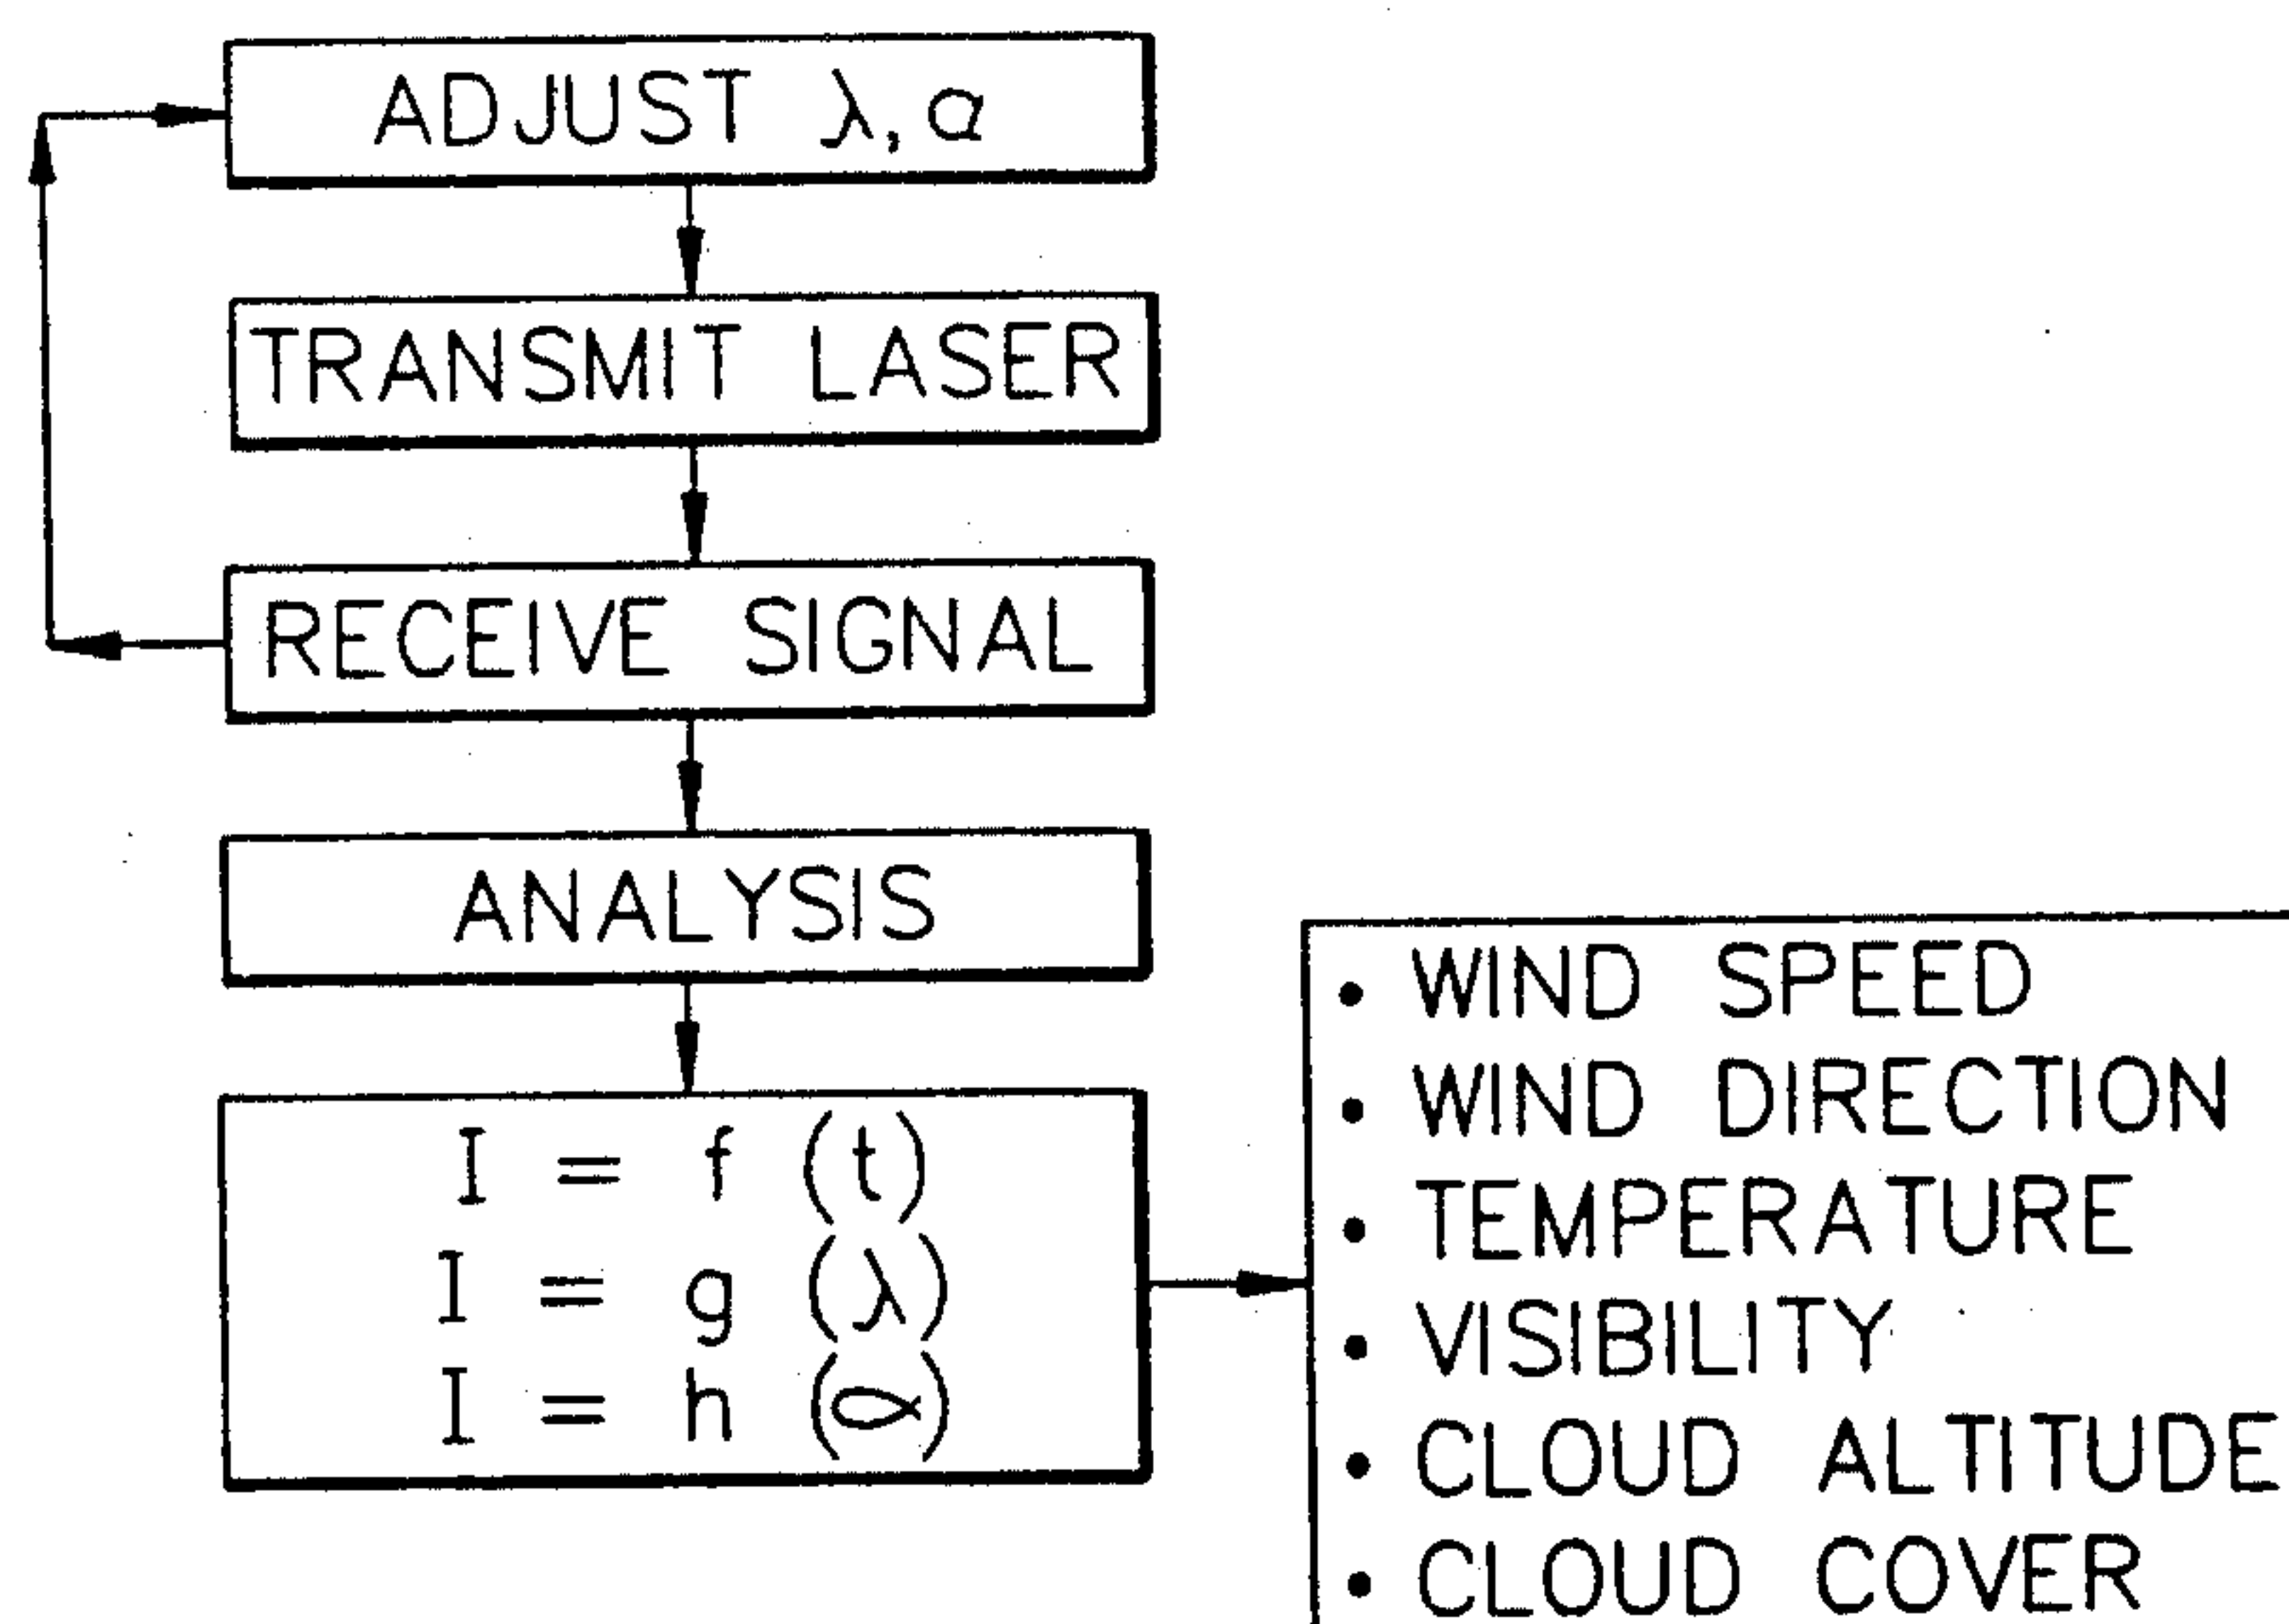 ADJUST λ, α
TRANSMIT LASER
RECEIVE SIGNAL
ANALYSIS
I = f (t)
I = g (λ)
I = h (α)
• WIND SPEED
• WIND DIRECTION
• TEMPERATURE
• VISIBILITY
• CLOUD ALTITUDE
• CLOUD COVER